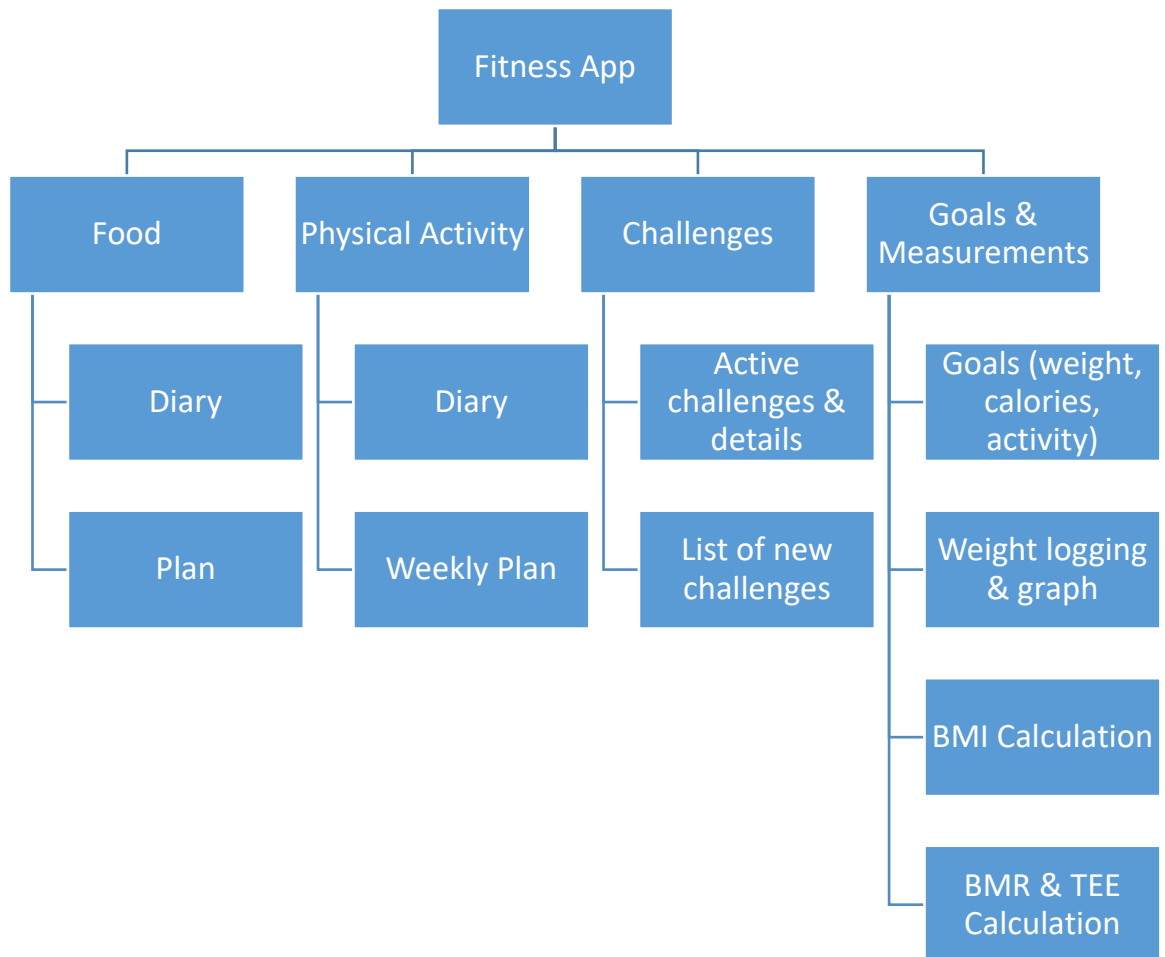 Fitness App
Food
Physical Activity
Challenges
Goals &
Measurements
Diary
Plan
Diary
Weekly Plan
Active
challenges &
details
List of new
challenges
Goals (weight,
calories,
activity)
Weight logging
& graph
BMI Calculation
BMR & TEE
Calculation